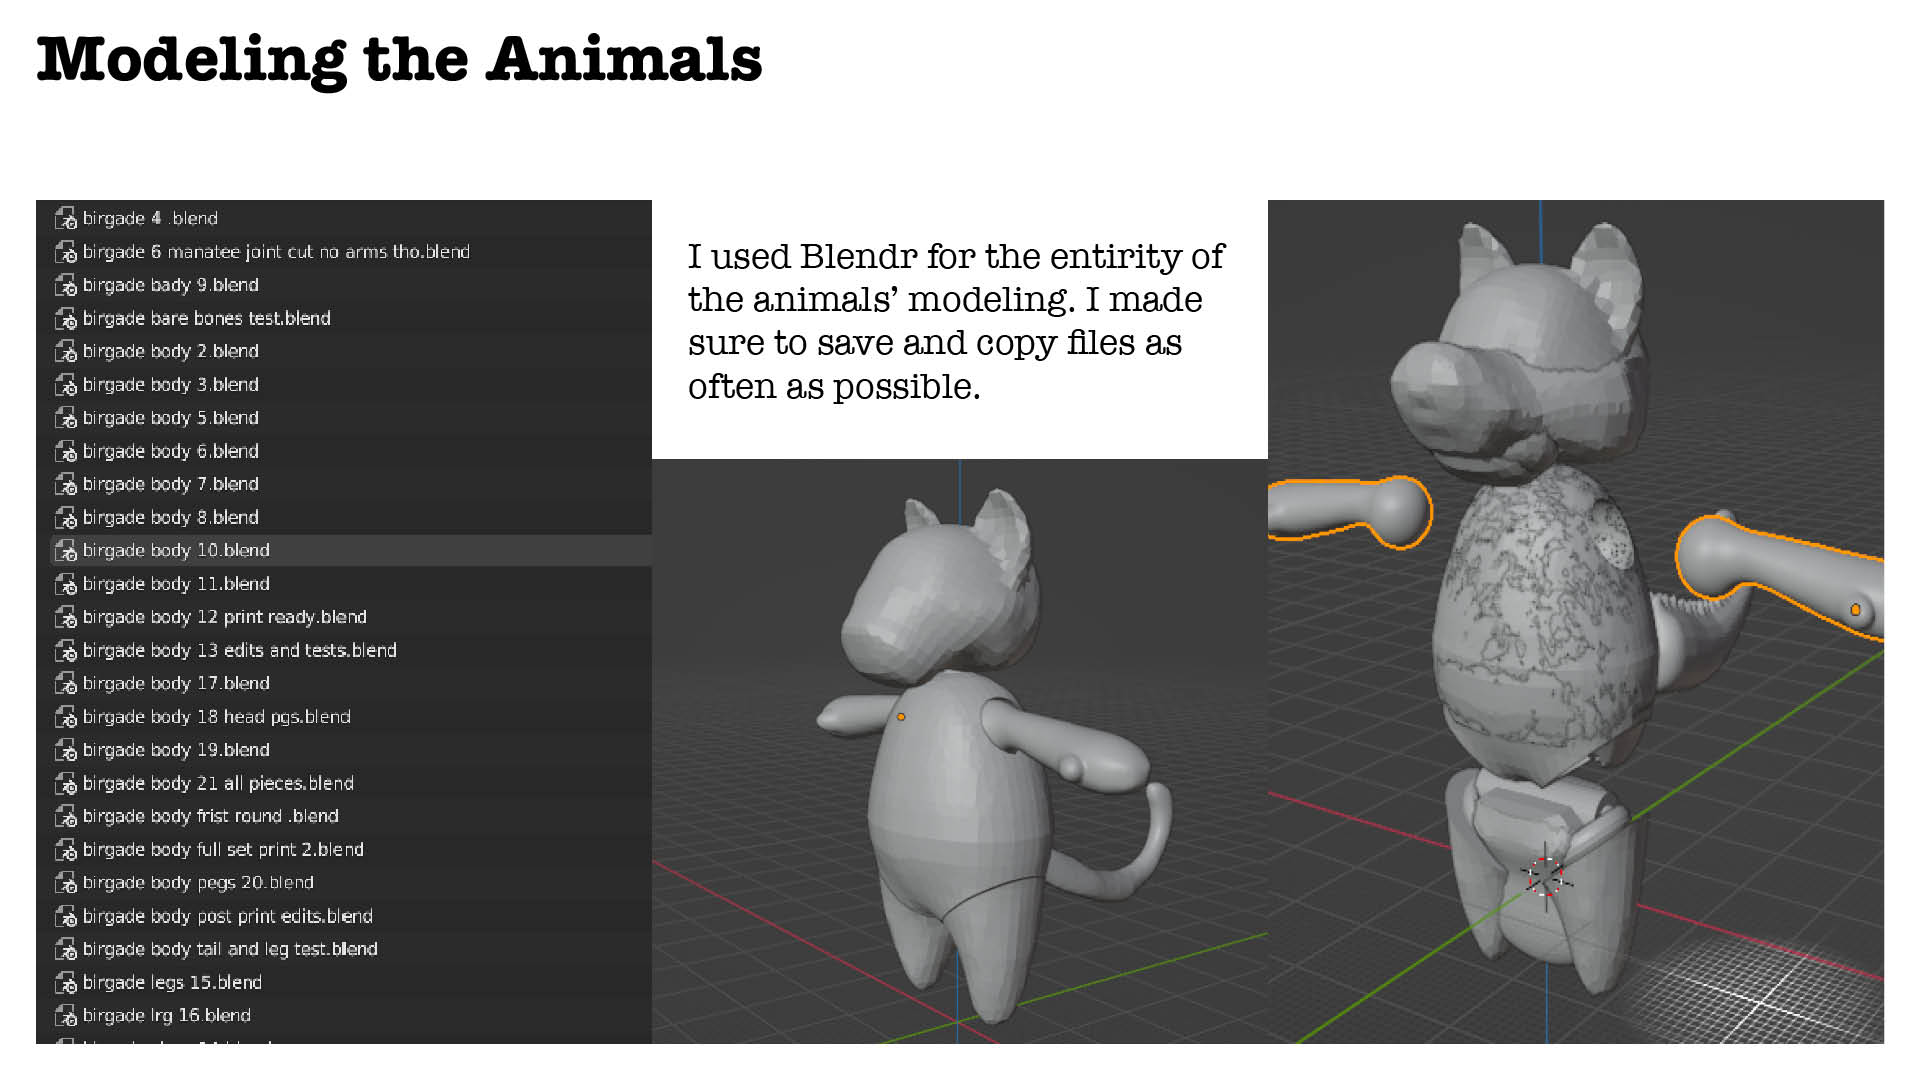 Modeling the Animals
birgade 4 .blend
birgade 6 manatee joint cut no arms tho.blend
birgade bady 9.blend
birgade bare bones test.blend
birgade body 2.blend
birgade body 3.blend
birgade body 5.blend
birgade body 6.blend
birgade body 7.blend
birgade body 8.blend
birgade body 10.blend
birgade body 11.blend
birgade body 12 print ready.blend
birgade body 13 edits and tests.blend
birgade body 17.blend
birgade body 18 head pgs.blend
birgade body 19.blend
birgade body 21 all pieces.blend
birgade body frist round .blend
birgade body full set print 2.blend
birgade body pegs 20.blend
birgade body post print edits.blend
birgade body tail and leg test.blend
birgade legs 15.blend
birgade lrg 16.blend
I used Blendr for the entirity of
the animals’ modeling. I made
sure to save and copy files as
often as possible.